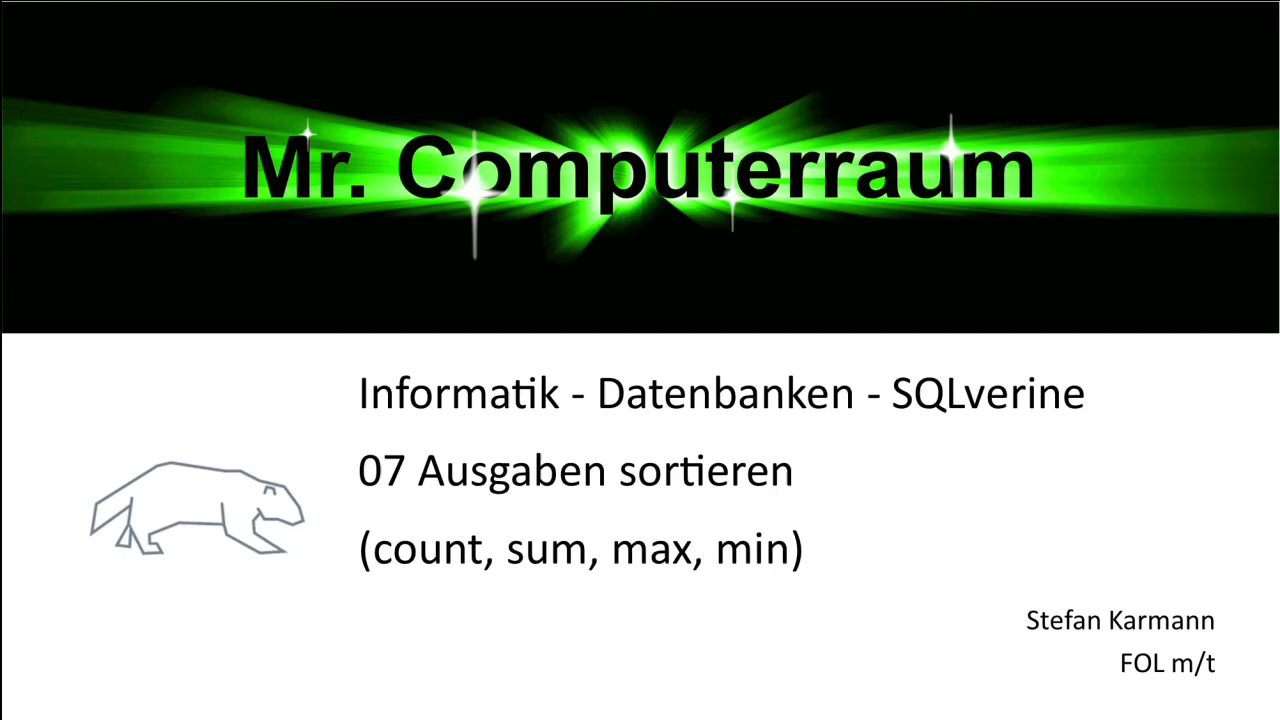 Mr. Computerraum
Informatik - Datenbanken - SQLverine
07 Ausgaben sortieren
(count, sum, max, min)
Stefan Karmann
FOL m/t